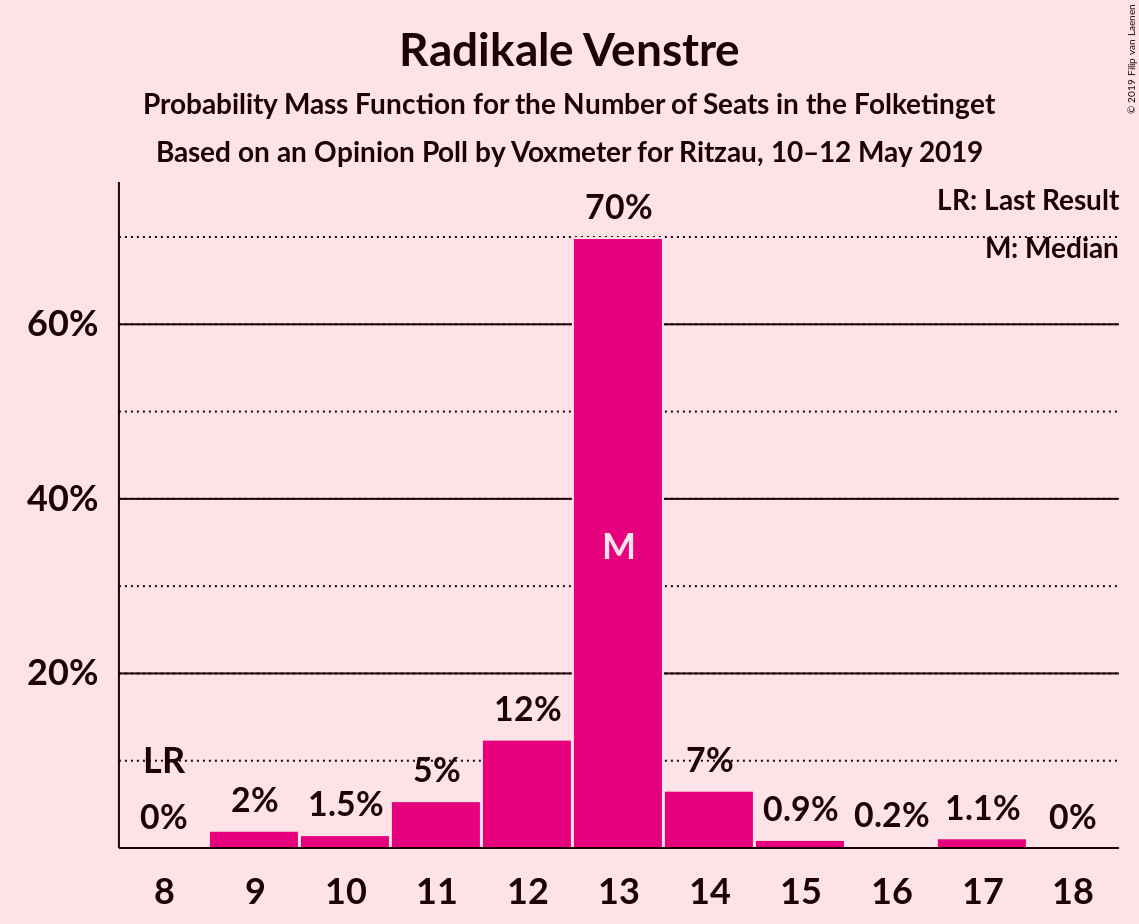 Radikale Venstre
Probability Mass Function for the Number of Seats in the Folketinget
Based on an Opinion Poll by Voxmeter for Ritzau, 10–12 May 2019
© 2019 Filip van Laenen
LR: Last Result
M: Median
70%
60%
40%
M
20%
12%
LR
5%
7%
0%
2%
1.5%
0.9%
0.2%
1.1%
0%
8 9 10 11 12 13 14 15 16 17 18